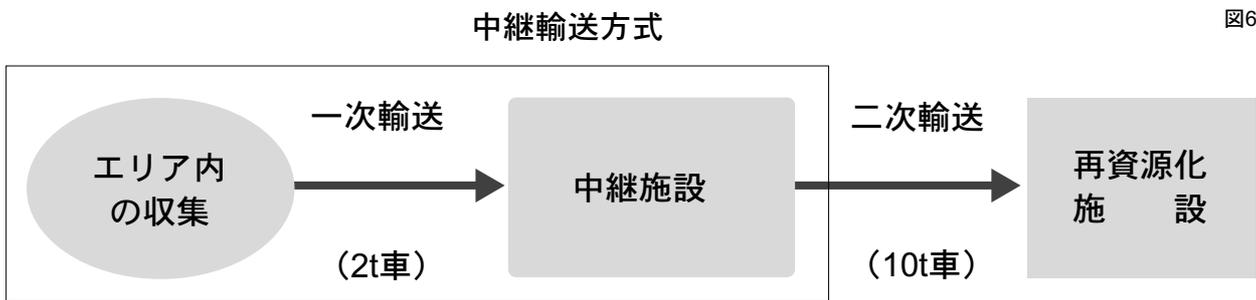 中継輸送方式
図6
エリア内
の収集
一次輸送
（2t車）
中継施設
二次輸送
（10t車）
再資源化
施　　設